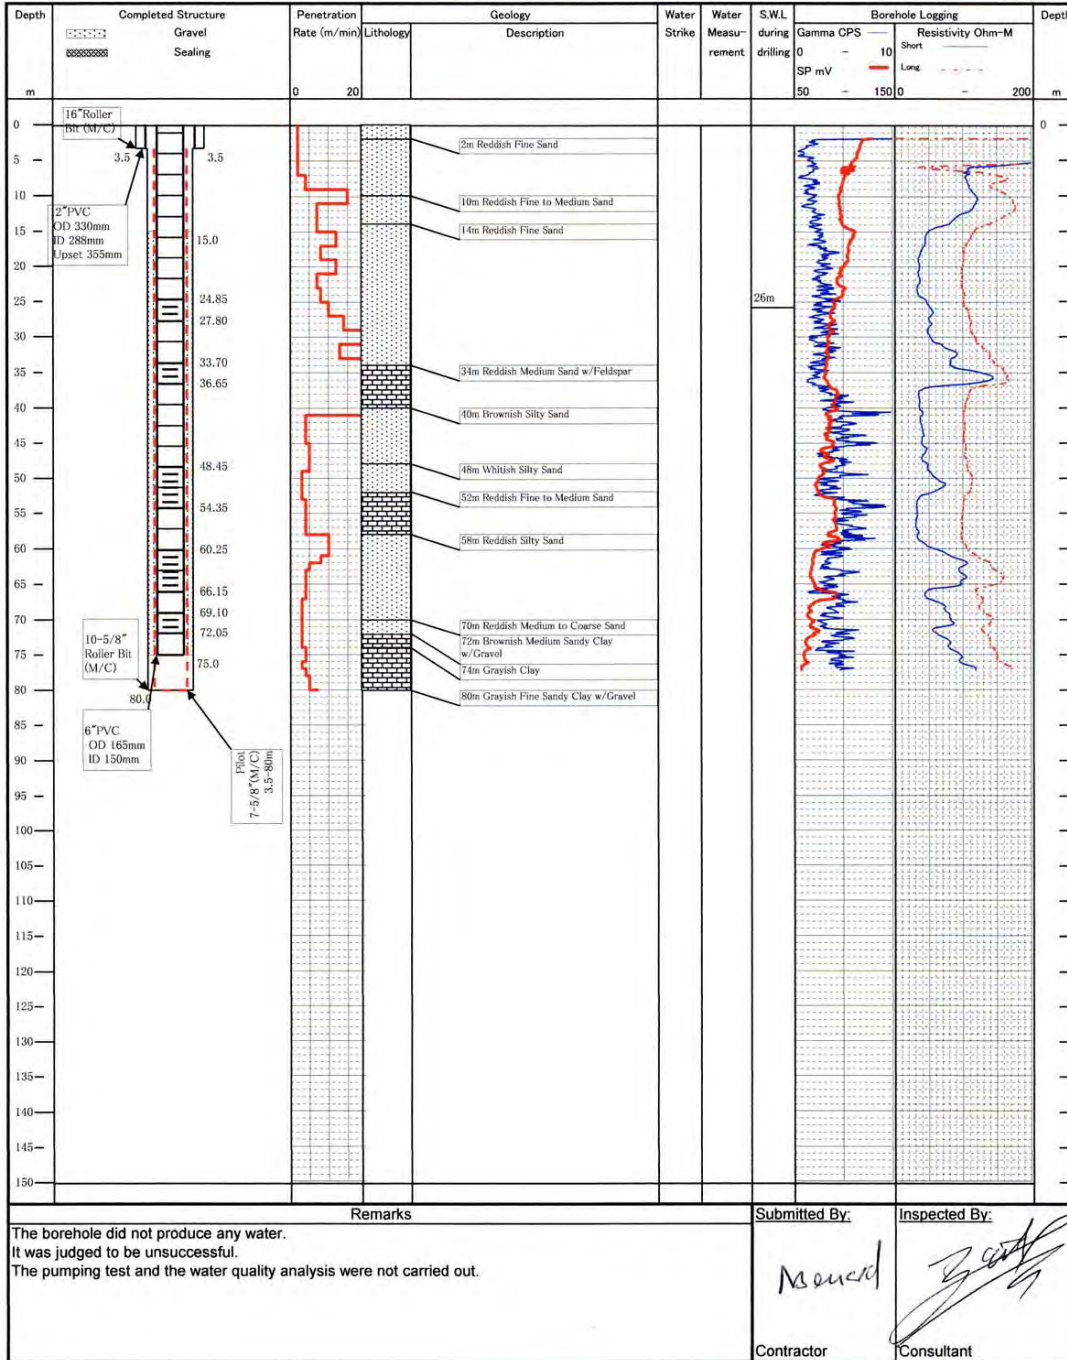 Depth
Completed Structure
Penetration
Geology
Water
Water
S.W.L
Borehole Logging
Depth
Gravel
Rate (m/min)
Lithology
Description
Strike
Measu-
during
Gamma CPS
Resistivity Ohm-M
Sealing
rement
drilling
0 - 10
Short
SP mV
Long
m
0 20
50 - 150
0 - 200
m
0
5
10
15
20
25
30
35
40
45
50
55
60
65
70
75
80
85
90
95
100
105
110
115
120
125
130
135
140
145
150
16"Roller
Bit (M/C)
3.5
3.5
2"PVC
OD 330mm
ID 288mm
Upset 355mm
15.0
24.85
27.80
33.70
36.65
48.45
54.35
60.25
66.15
69.10
72.05
75.0
10-5/8"
Roller Bit
(M/C)
80.0
6"PVC
OD 165mm
ID 150mm
Pilot
7-5/8"(M/C)
3.5-80m
2m Reddish Fine Sand
10m Reddish Fine to Medium Sand
14m Reddish Fine Sand
34m Reddish Medium Sand w/Feldspar
40m Brownish Silty Sand
48m Whitish Silty Sand
52m Reddish Fine to Medium Sand
58m Reddish Silty Sand
70m Reddish Medium to Coarse Sand
72m Brownish Medium Sandy Clay
w/Gravel
74m Grayish Clay
80m Grayish Fine Sandy Clay w/Gravel
26m
0
Remarks
The borehole did not produce any water.
It was judged to be unsuccessful.
The pumping test and the water quality analysis were not carried out.
Submitted By:
Contractor
Inspected By:
Consultant